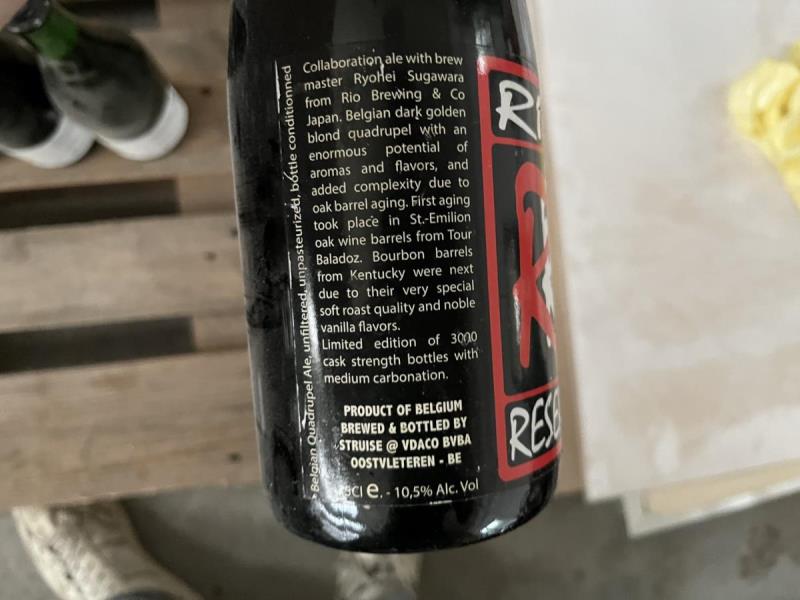 Collaboration ale with brew
master Ryohei Sugawara
from Rio Brewing & Co
Japan. Belgian dark golden
blond quadrupel with an
enormous potential of
aromas and flavors, and
added complexity due to
oak barrel aging. First aging
took place in St.-Emilion
oak wine barrels from Tour
Baladoz. Bourbon barrels
from Kentucky were next
due to their very special
soft roast quality and noble
vanilla flavors.
Limited edition of 3000
cask strength bottles with
medium carbonation.
PRODUCT OF BELGIUM
BREWED & BOTTLED BY
STRUISE @ VDACO BVBA
OOSTVLETEREN - BE
e. - 10,5% Alc. Vol
Belgian Quadrupel Ale, unfiltered, unpasteurized, bottle conditionned
R
R
RESE